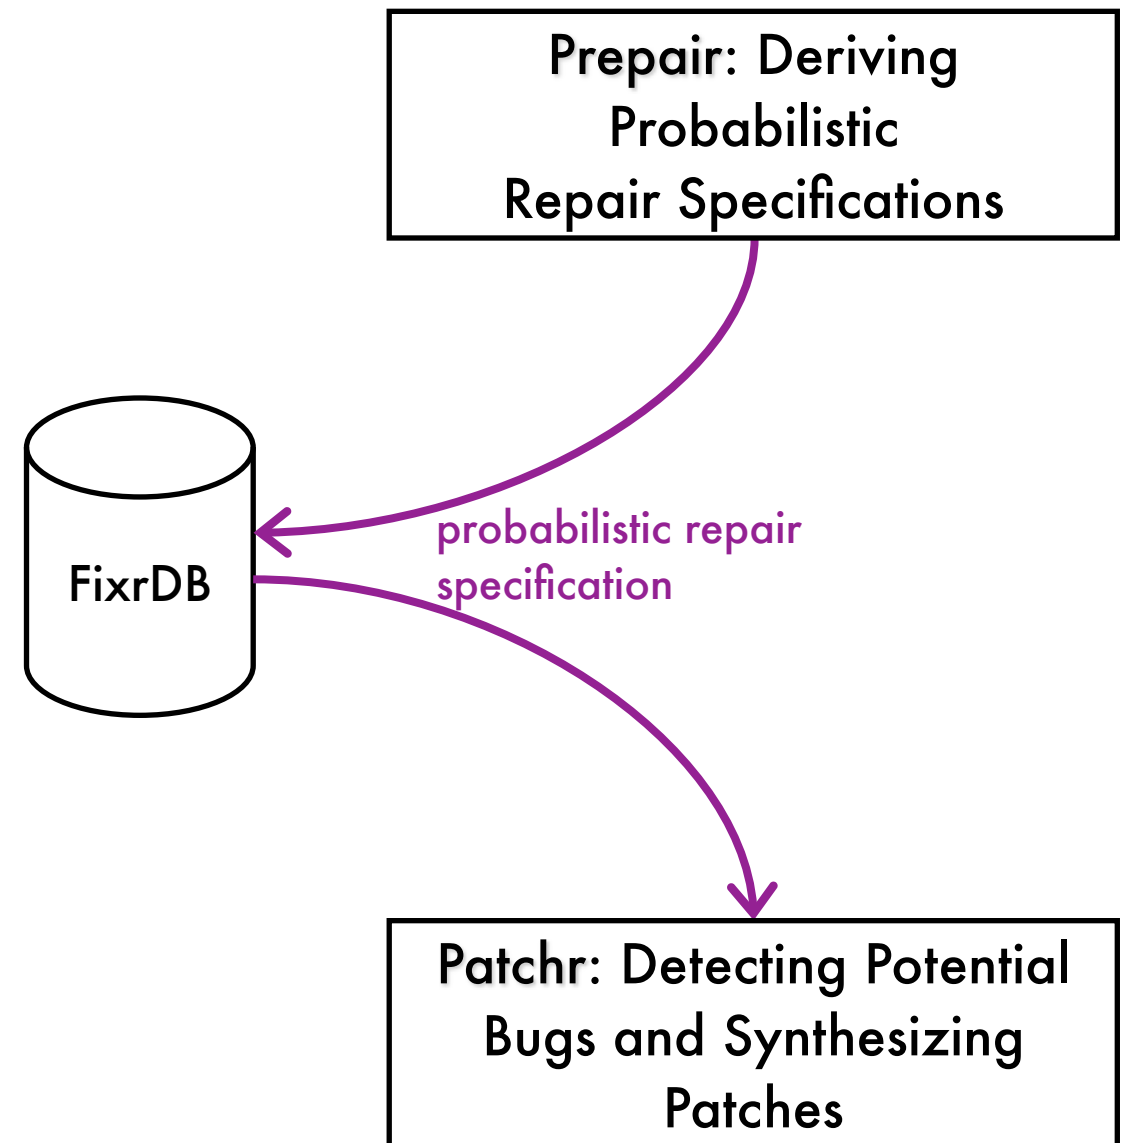 Prepair: Deriving
Probabilistic
Repair Specifications
probabilistic repair
specification
FixrDB
Patchr: Detecting Potential
Bugs and Synthesizing
Patches